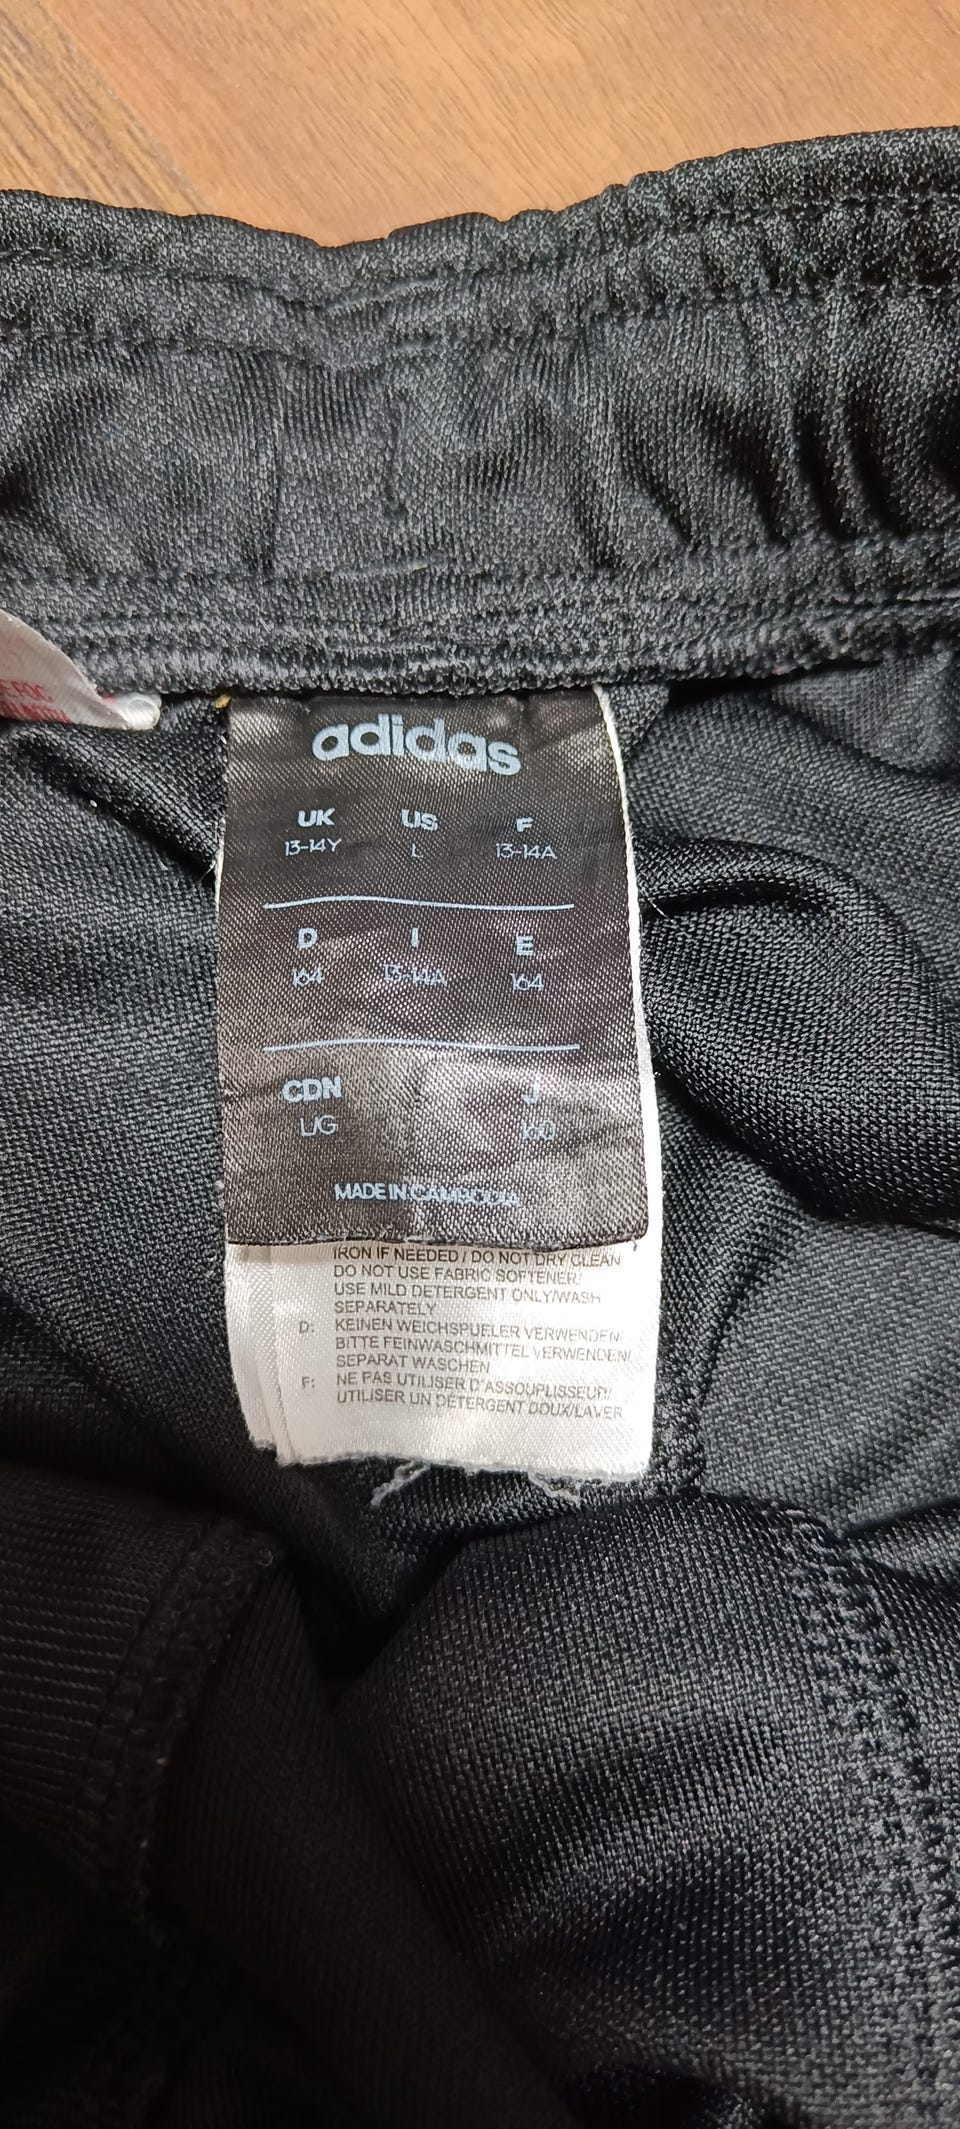 adidas
UK US F
13-14Y L 13-14A
D I E
164 13-14A 164
CDN J
L/G 160
MADE IN CAMBODIA
IRON IF NEEDED / DO NOT DRY CLEAN
DO NOT USE FABRIC SOFTENER/
USE MILD DETERGENT ONLY/WASH
SEPARATELY
D: KEINEN WEICHSPUELER VERWENDEN/
BITTE FEINWASCHMITTEL VERWENDEN/
SEPARAT WASCHEN
F: NE PAS UTILISER D'ASSOUPLISSEUR/
UTILISER UN DÉTERGENT DOUX/LAVER